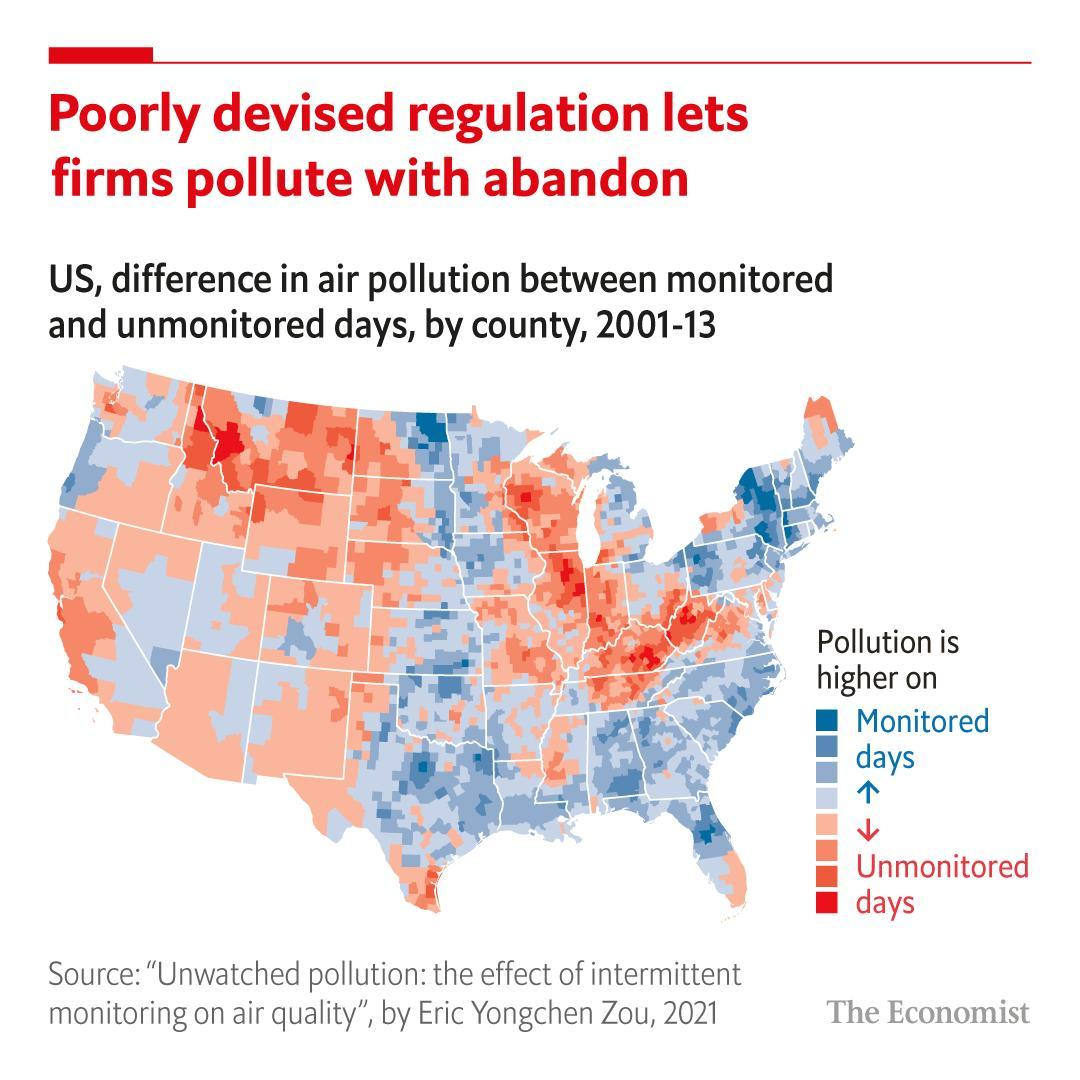 Poorly devised regulation lets
firms pollute with abandon
US, difference in air pollution between monitored
and unmonitored days, by county, 2001-13
Pollution is
higher on
Monitored
days
↑
↓
Unmonitored
days
Source: “Unwatched pollution: the effect of intermittent
monitoring on air quality”, by Eric Yongchen Zou, 2021
The Economist